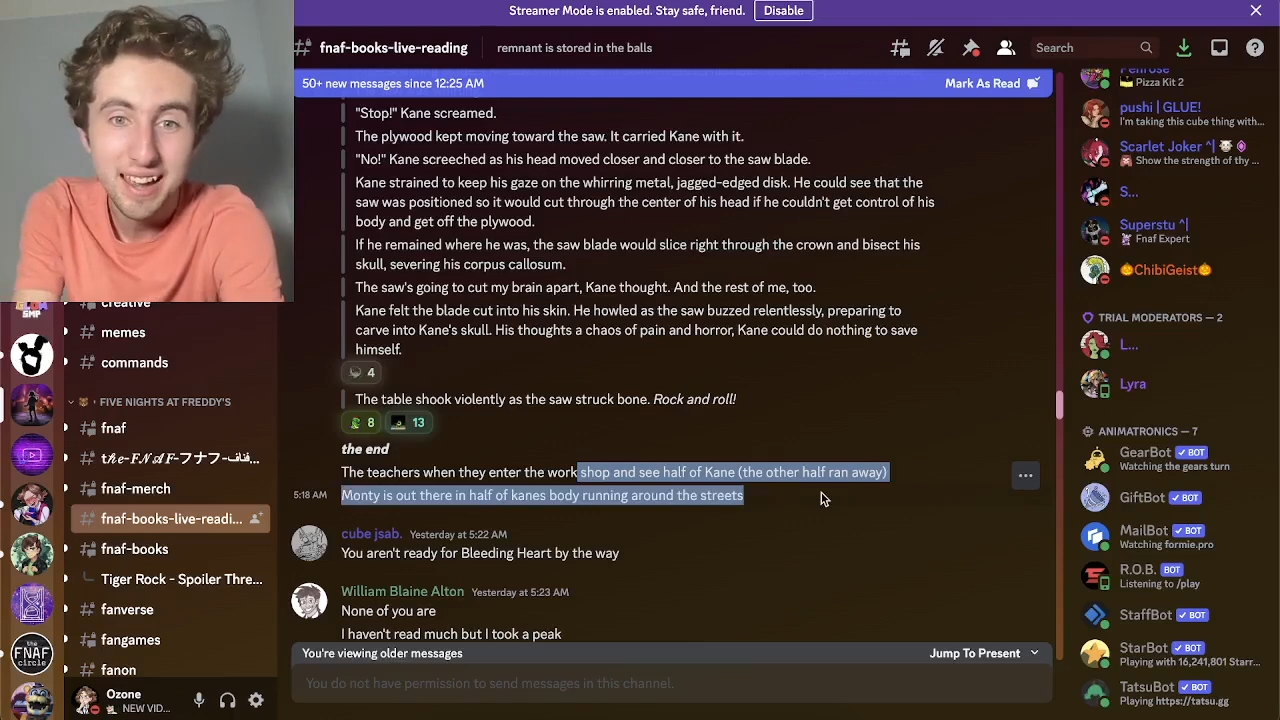 Streamer Mode is enabled. Stay safe, friend.
Disable
fnaf-books-live-reading
remnant is stored in the balls
Search
50+ new messages since 12:25 AM
Mark As Read
"Stop!" Kane screamed.
The plywood kept moving toward the saw. It carried Kane with it.
"No!" Kane screeched as his head moved closer and closer to the saw blade.
Kane strained to keep his gaze on the whirring metal, jagged-edged disk. He could see that the
saw was positioned so it would cut through the center of his head if he couldn't get control of his
body and get off the plywood.
If he remained where he was, the saw blade would slice right through the crown and bisect his
skull, severing his corpus callosum.
The saw's going to cut my brain apart, Kane thought. And the rest of me, too.
Kane felt the blade cut into his skin. He howled as the saw buzzed relentlessly, preparing to
carve into Kane's skull. His thoughts a chaos of pain and horror, Kane could do nothing to save
himself.
4
The table shook violently as the saw struck bone. Rock and roll!
8
13
the end
The teachers when they enter the work shop and see half of Kane (the other half ran away)
5:18 AM
Monty is out there in half of kanes body running around the streets
cube jsab. Yesterday at 5:22 AM
You aren't ready for Bleeding Heart by the way
William Blaine Alton Yesterday at 5:23 AM
None of you are
I haven't read much but I took a peak
You're viewing older messages
Jump To Present
You do not have permission to send messages in this channel.
SMP
creative
memes
commands
FIVE NIGHTS AT FREDDY'S
fnaf
fnaf-merch
fnaf-books-live-readi...
fnaf-books
Tiger Rock - Spoiler Thre...
fanverse
fangames
fanon
the
FNAF
CIRCLE
Ozone
NEW VID...
Penrose
Pizza Kit 2
pushi | GLUE!
I'm taking this cube thing with...
Scarlet Joker ^|
Show the strength of thy ...
S...
Superstu ^|
Fnaf Expert
ChibiGeist
TRIAL MODERATORS — 2
L...
Lyra
ANIMATRONICS — 7
GearBot BOT
Watching the gears turn
GiftBot BOT
MailBot BOT
Watching formie.pro
R.O.B. BOT
Listening to /play
StaffBot BOT
StarBot BOT
Playing with 16,241,801 Starr...
TatsuBot BOT
Playing https://tatsu.gg